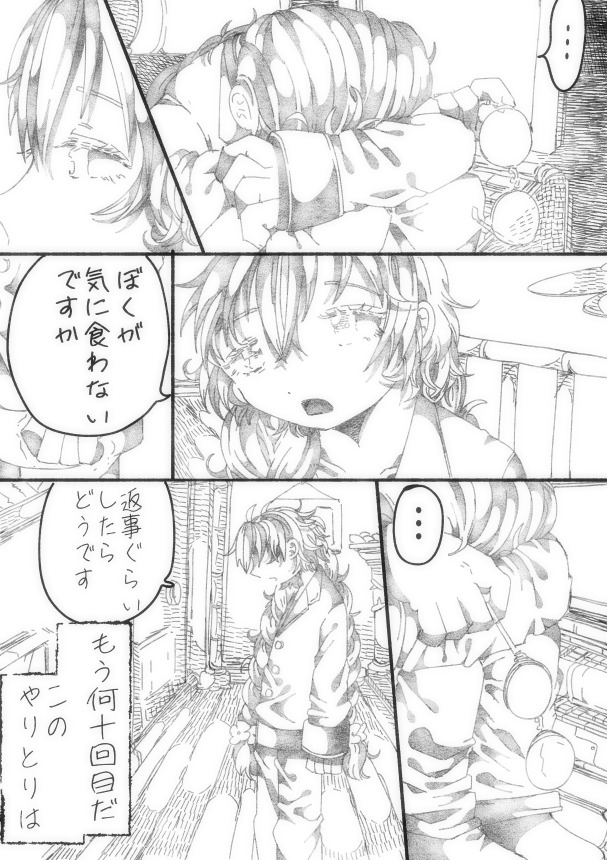 …
ぼくが
気に食わない
ですか
…
返事ぐらい
したら
どうです
もう何十回目だ
この
やりとりは